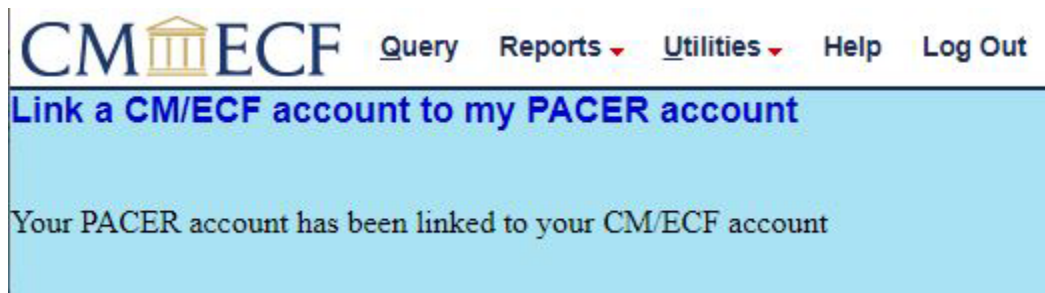 CM ECF Query Reports Utilities Help Log Out
Link a CM/ECF account to my PACER account
Your PACER account has been linked to your CM/ECF account